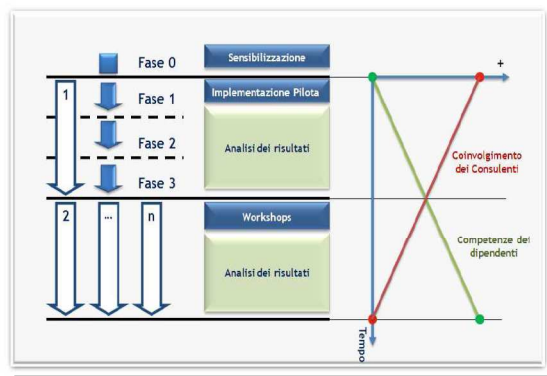 Fase 0
Sensibilizzazione
+
1
Fase 1
Implementazione Pilota
Fase 2
Analisi dei risultati
Coinvolgimento
dei Consulenti
Fase 3
2
...
n
Workshops
Competenze dei
dipendenti
Analisi dei risultati
Tempo